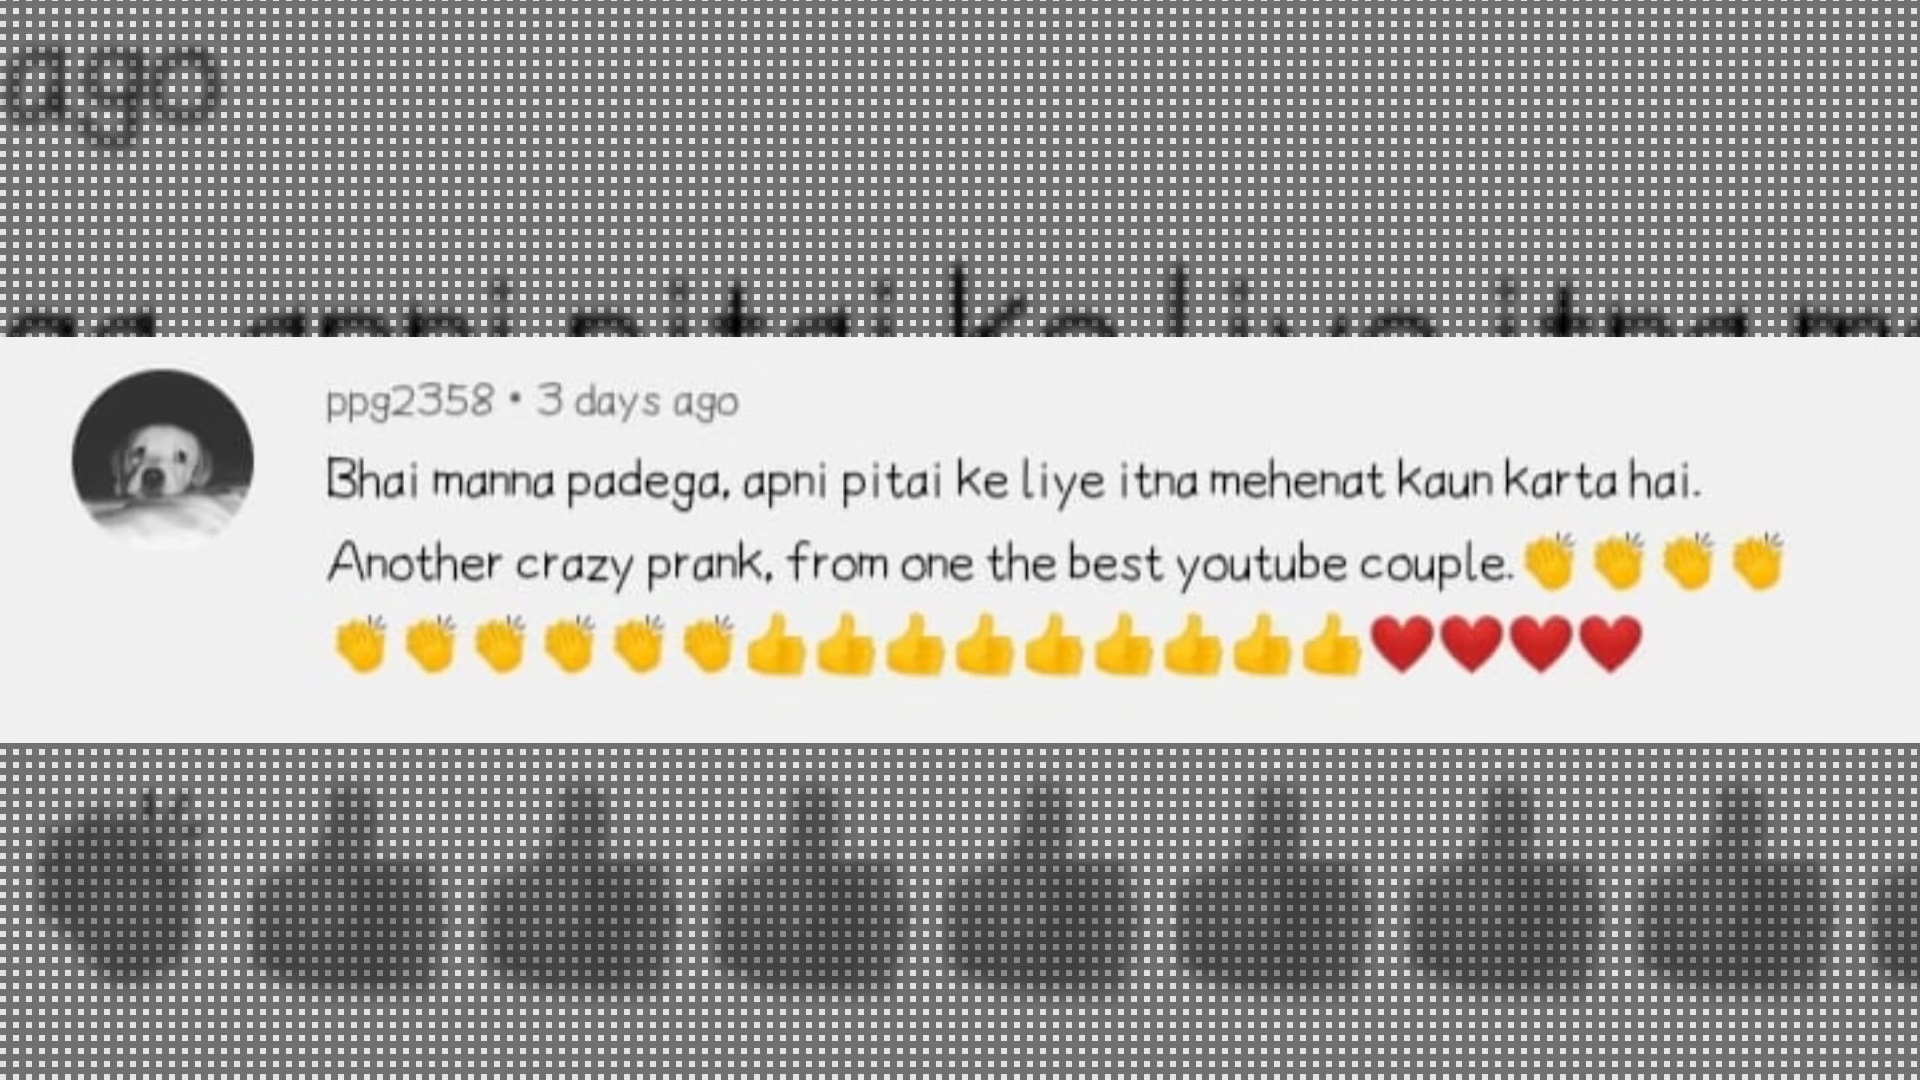 ago
ppg2358 • 3 days ago
Bhai manna padega, apni pitai ke liye itna mehenat kaun karta hai.
Another crazy prank, from one the best youtube couple.👏👏👏👏
👏👏👏👏👏👏👍👍👍👍👍👍👍👍👍❤️❤️❤️❤️